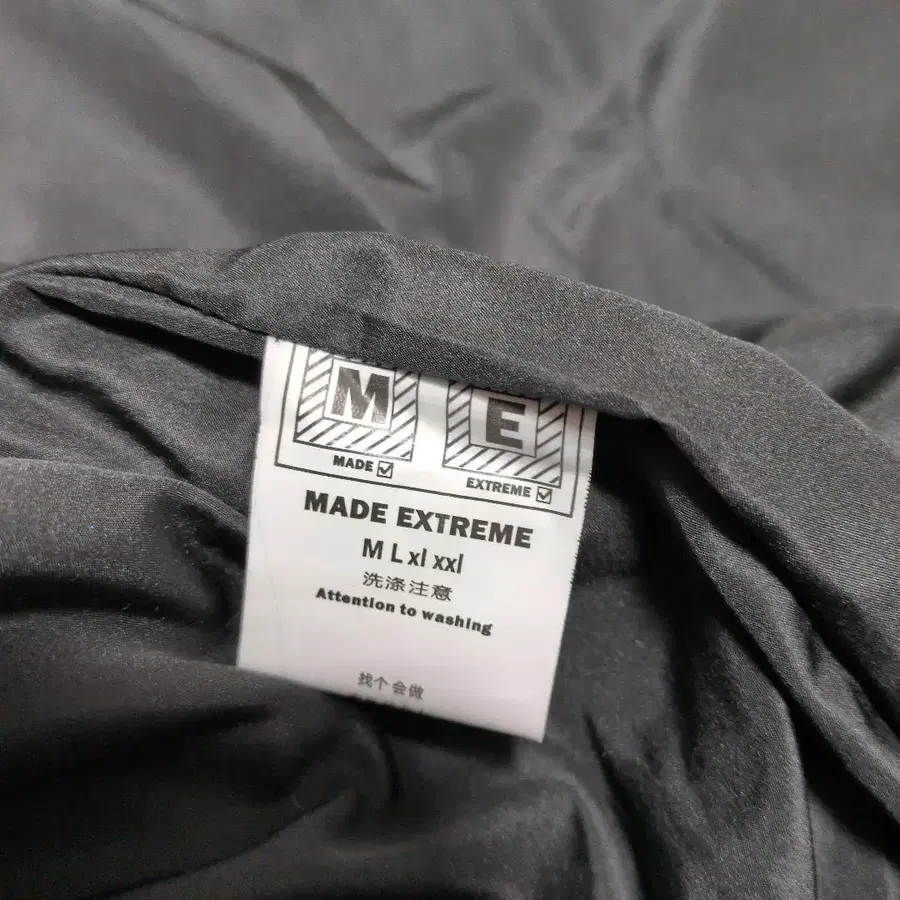 M E
MADE EXTREME
MADE EXTREME
M L xl xxl
洗涤注意
Attention to washing
找个会做